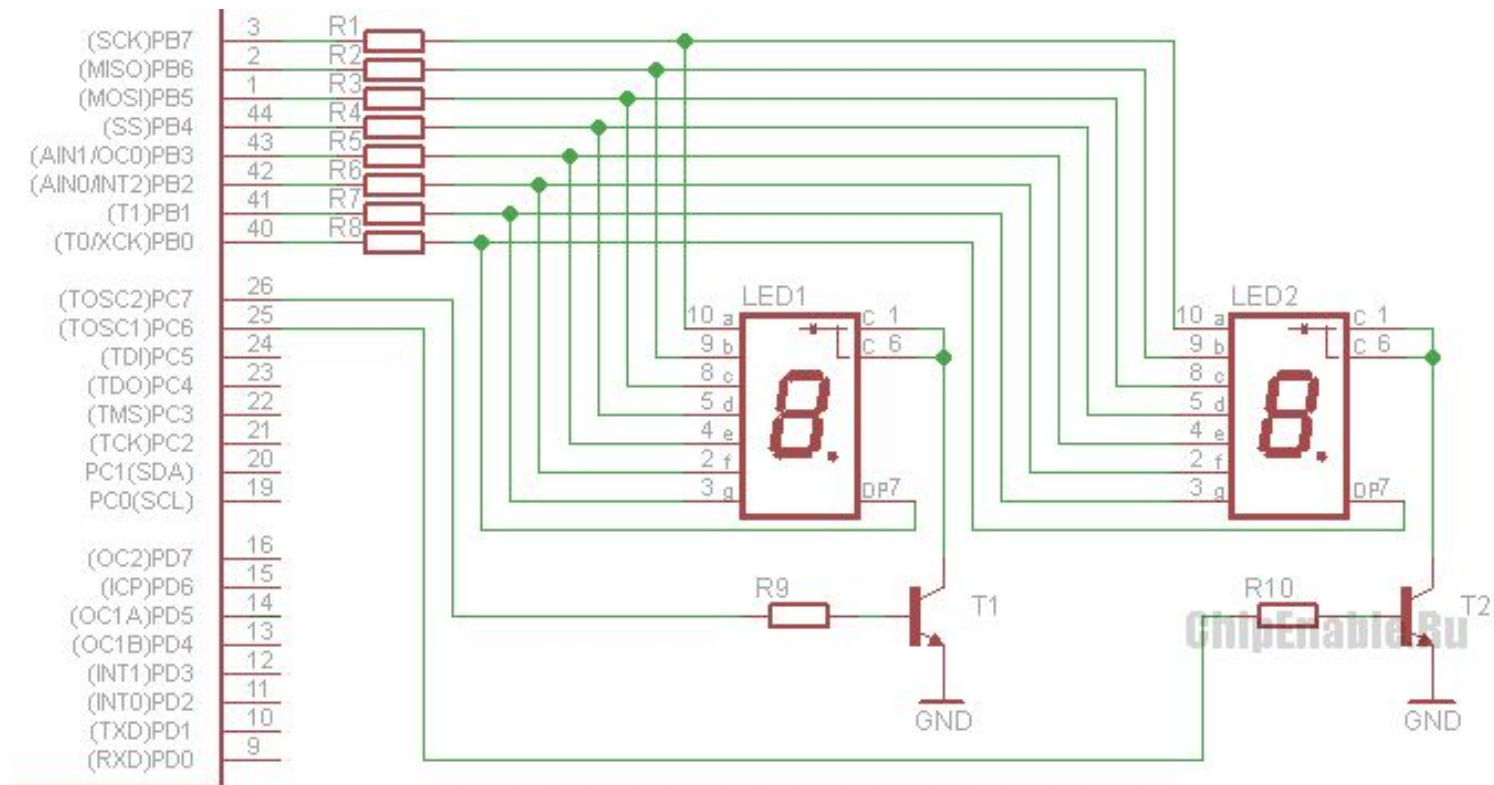 (SCK)PB7 3 R1
(MISO)PB6 2 R2
(MOSI)PB5 1 R3
(SS)PB4 44 R4
(AIN1/OC0)PB3 43 R5
(AIN0/INT2)PB2 42 R6
(T1)PB1 41 R7
(T0/XCK)PB0 40 R8
(TOSC2)PC7 26
(TOSC1)PC6 25
(TDI)PC5 24
(TDO)PC4 23
(TMS)PC3 22
(TCK)PC2 21
PC1(SDA) 20
PC0(SCL) 19
(OC2)PD7 16
(ICP)PD6 15
(OC1A)PD5 14
(OC1B)PD4 13
(INT1)PD3 12
(INT0)PD2 11
(TXD)PD1 10
(RXD)PD0 9
LED1
10 a C 1
9 b C 6
8 c
5 d
4 e
2 f
3 g DP7
LED2
10 a C 1
9 b C 6
8 c
5 d
4 e
2 f
3 g DP7
R9
T1
GND
R10
T2
ChipEnable.Ru
GND